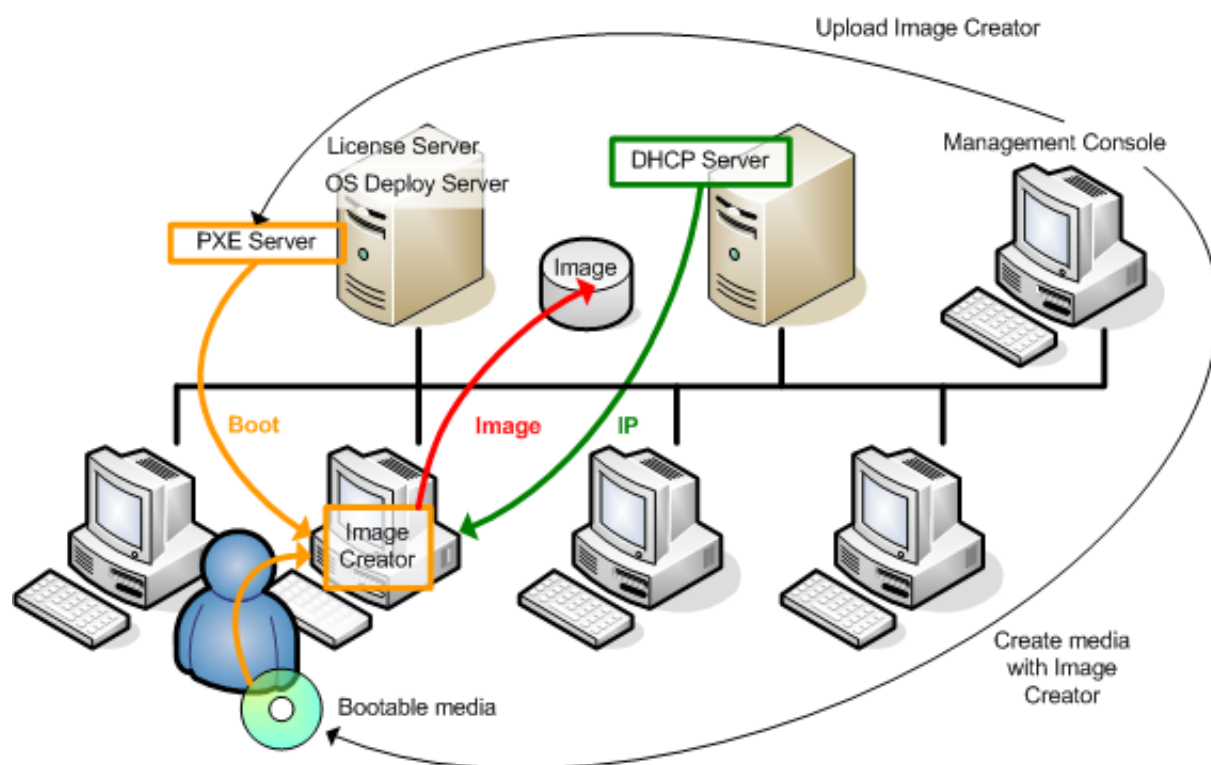 Upload Image Creator
License Server
OS Deploy Server
DHCP Server
Management Console
PXE Server
Image
Boot
Image
IP
Image
Creator
Create media
with Image
Creator
Bootable media